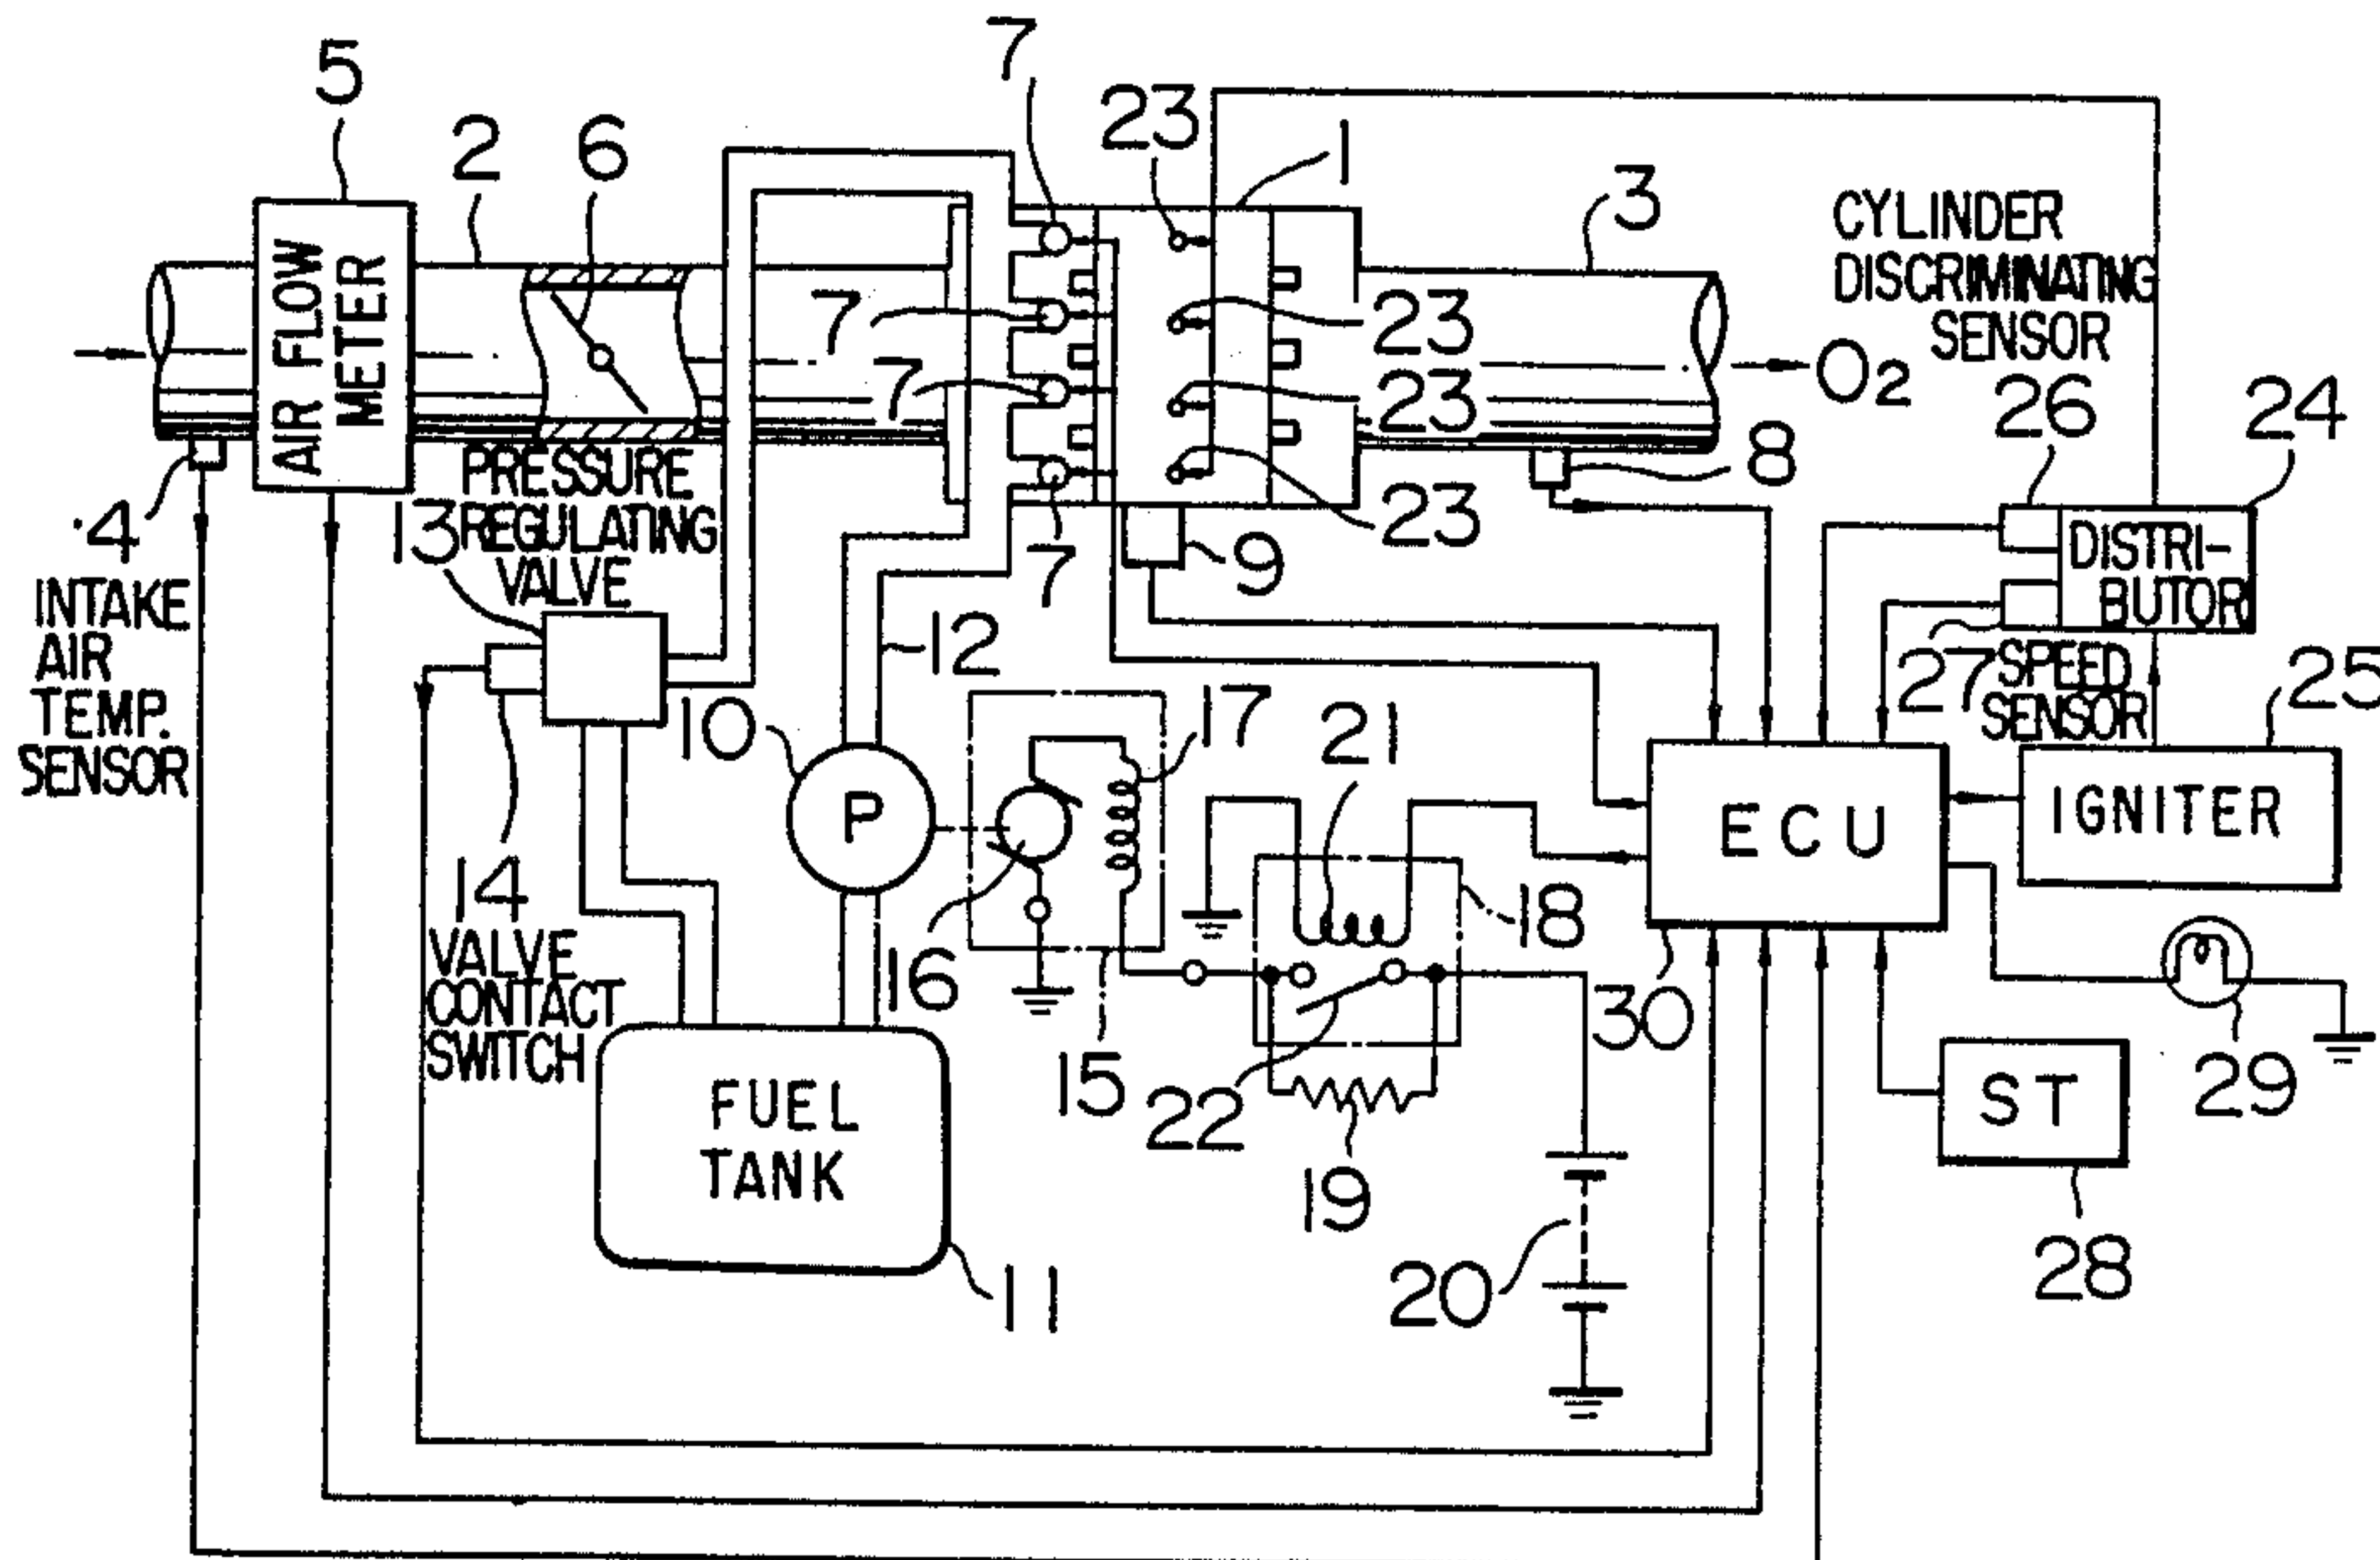 5
2
6
7
23
1
3
CYLINDER
DISCRIMINATING
SENSOR
AIR FLOW
METER
7
7
23
23
23
O2
26
24
8
4
INTAKE
AIR
TEMP.
SENSOR
13
PRESSURE
REGULATING
VALVE
7
9
DISTRI-
BUTOR
12
27
SPEED
SENSOR
25
10
17
21
P
ECU
IGNITER
14
VALVE
CONTACT
SWITCH
16
18
30
15
22
19
29
FUEL
TANK
ST
20
28
11